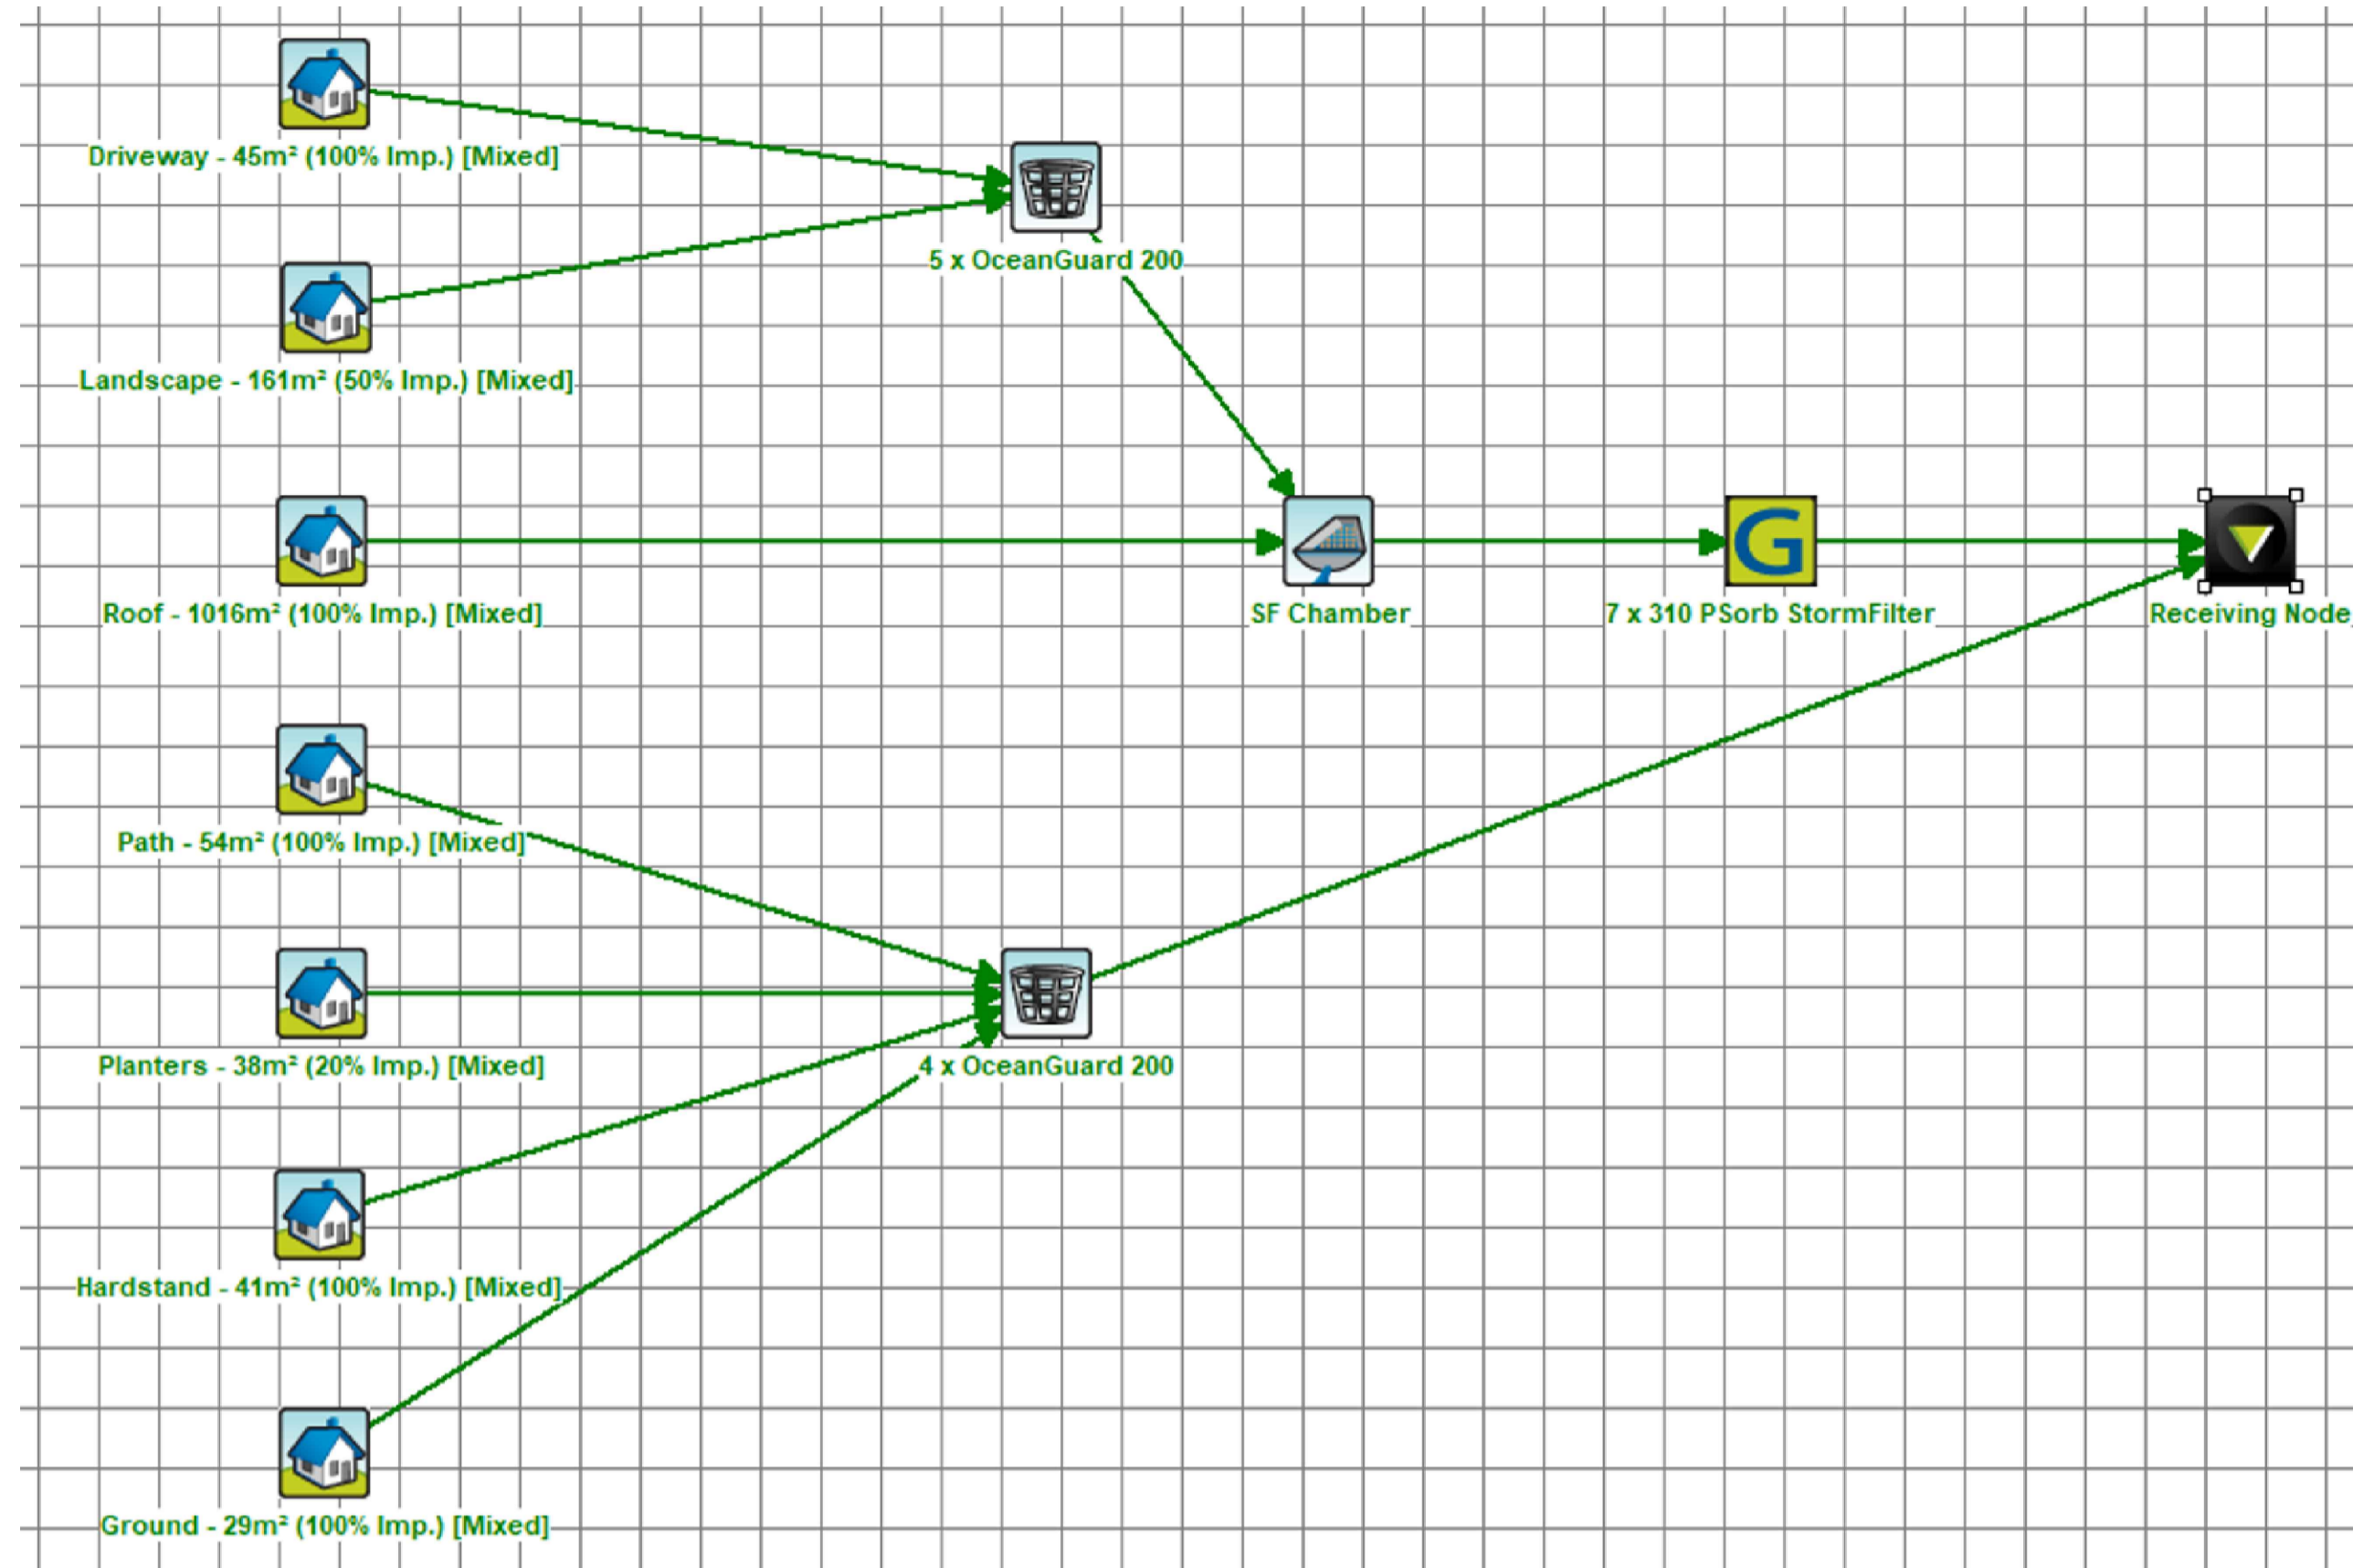 Driveway - 45m² (100% Imp.) [Mixed]
5 x OceanGuard 200
Landscape - 161m² (50% Imp.) [Mixed]
Roof - 1016m² (100% Imp.) [Mixed]
SF Chamber
G
7 x 310 PSorb StormFilter
Receiving Node
Path - 54m² (100% Imp.) [Mixed]
Planters - 38m² (20% Imp.) [Mixed]
4 x OceanGuard 200
Hardstand - 41m² (100% Imp.) [Mixed]
Ground - 29m² (100% Imp.) [Mixed]